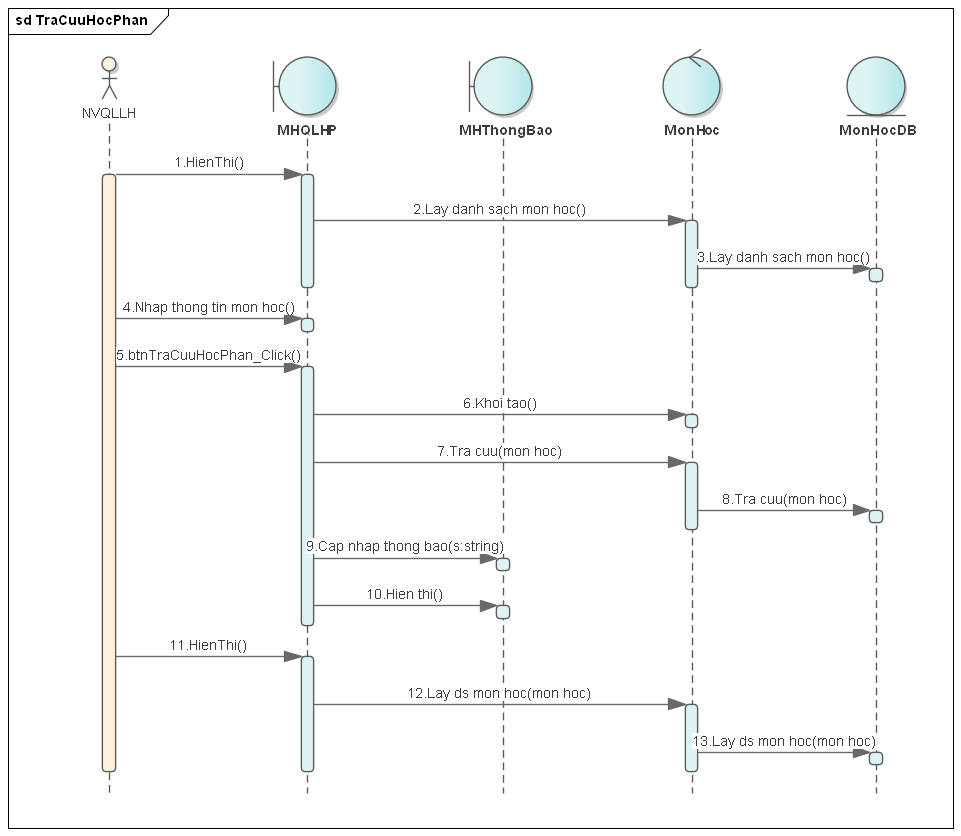 sd TraCuuHocPhan
NVQLLH
MHQLHP
MHThongBao
MonHoc
MonHocDB
1.HienThi()
2.Lay danh sach mon hoc()
3.Lay danh sach mon hoc()
4.Nhap thong tin mon hoc()
5.btnTraCuuHocPhan_Click()
6.Khoi tao()
7.Tra cuu(mon hoc)
8.Tra cuu(mon hoc)
9.Cap nhap thong bao(s:string)
10.Hien thi()
11.HienThi()
12.Lay ds mon hoc(mon hoc)
13.Lay ds mon hoc(mon hoc)